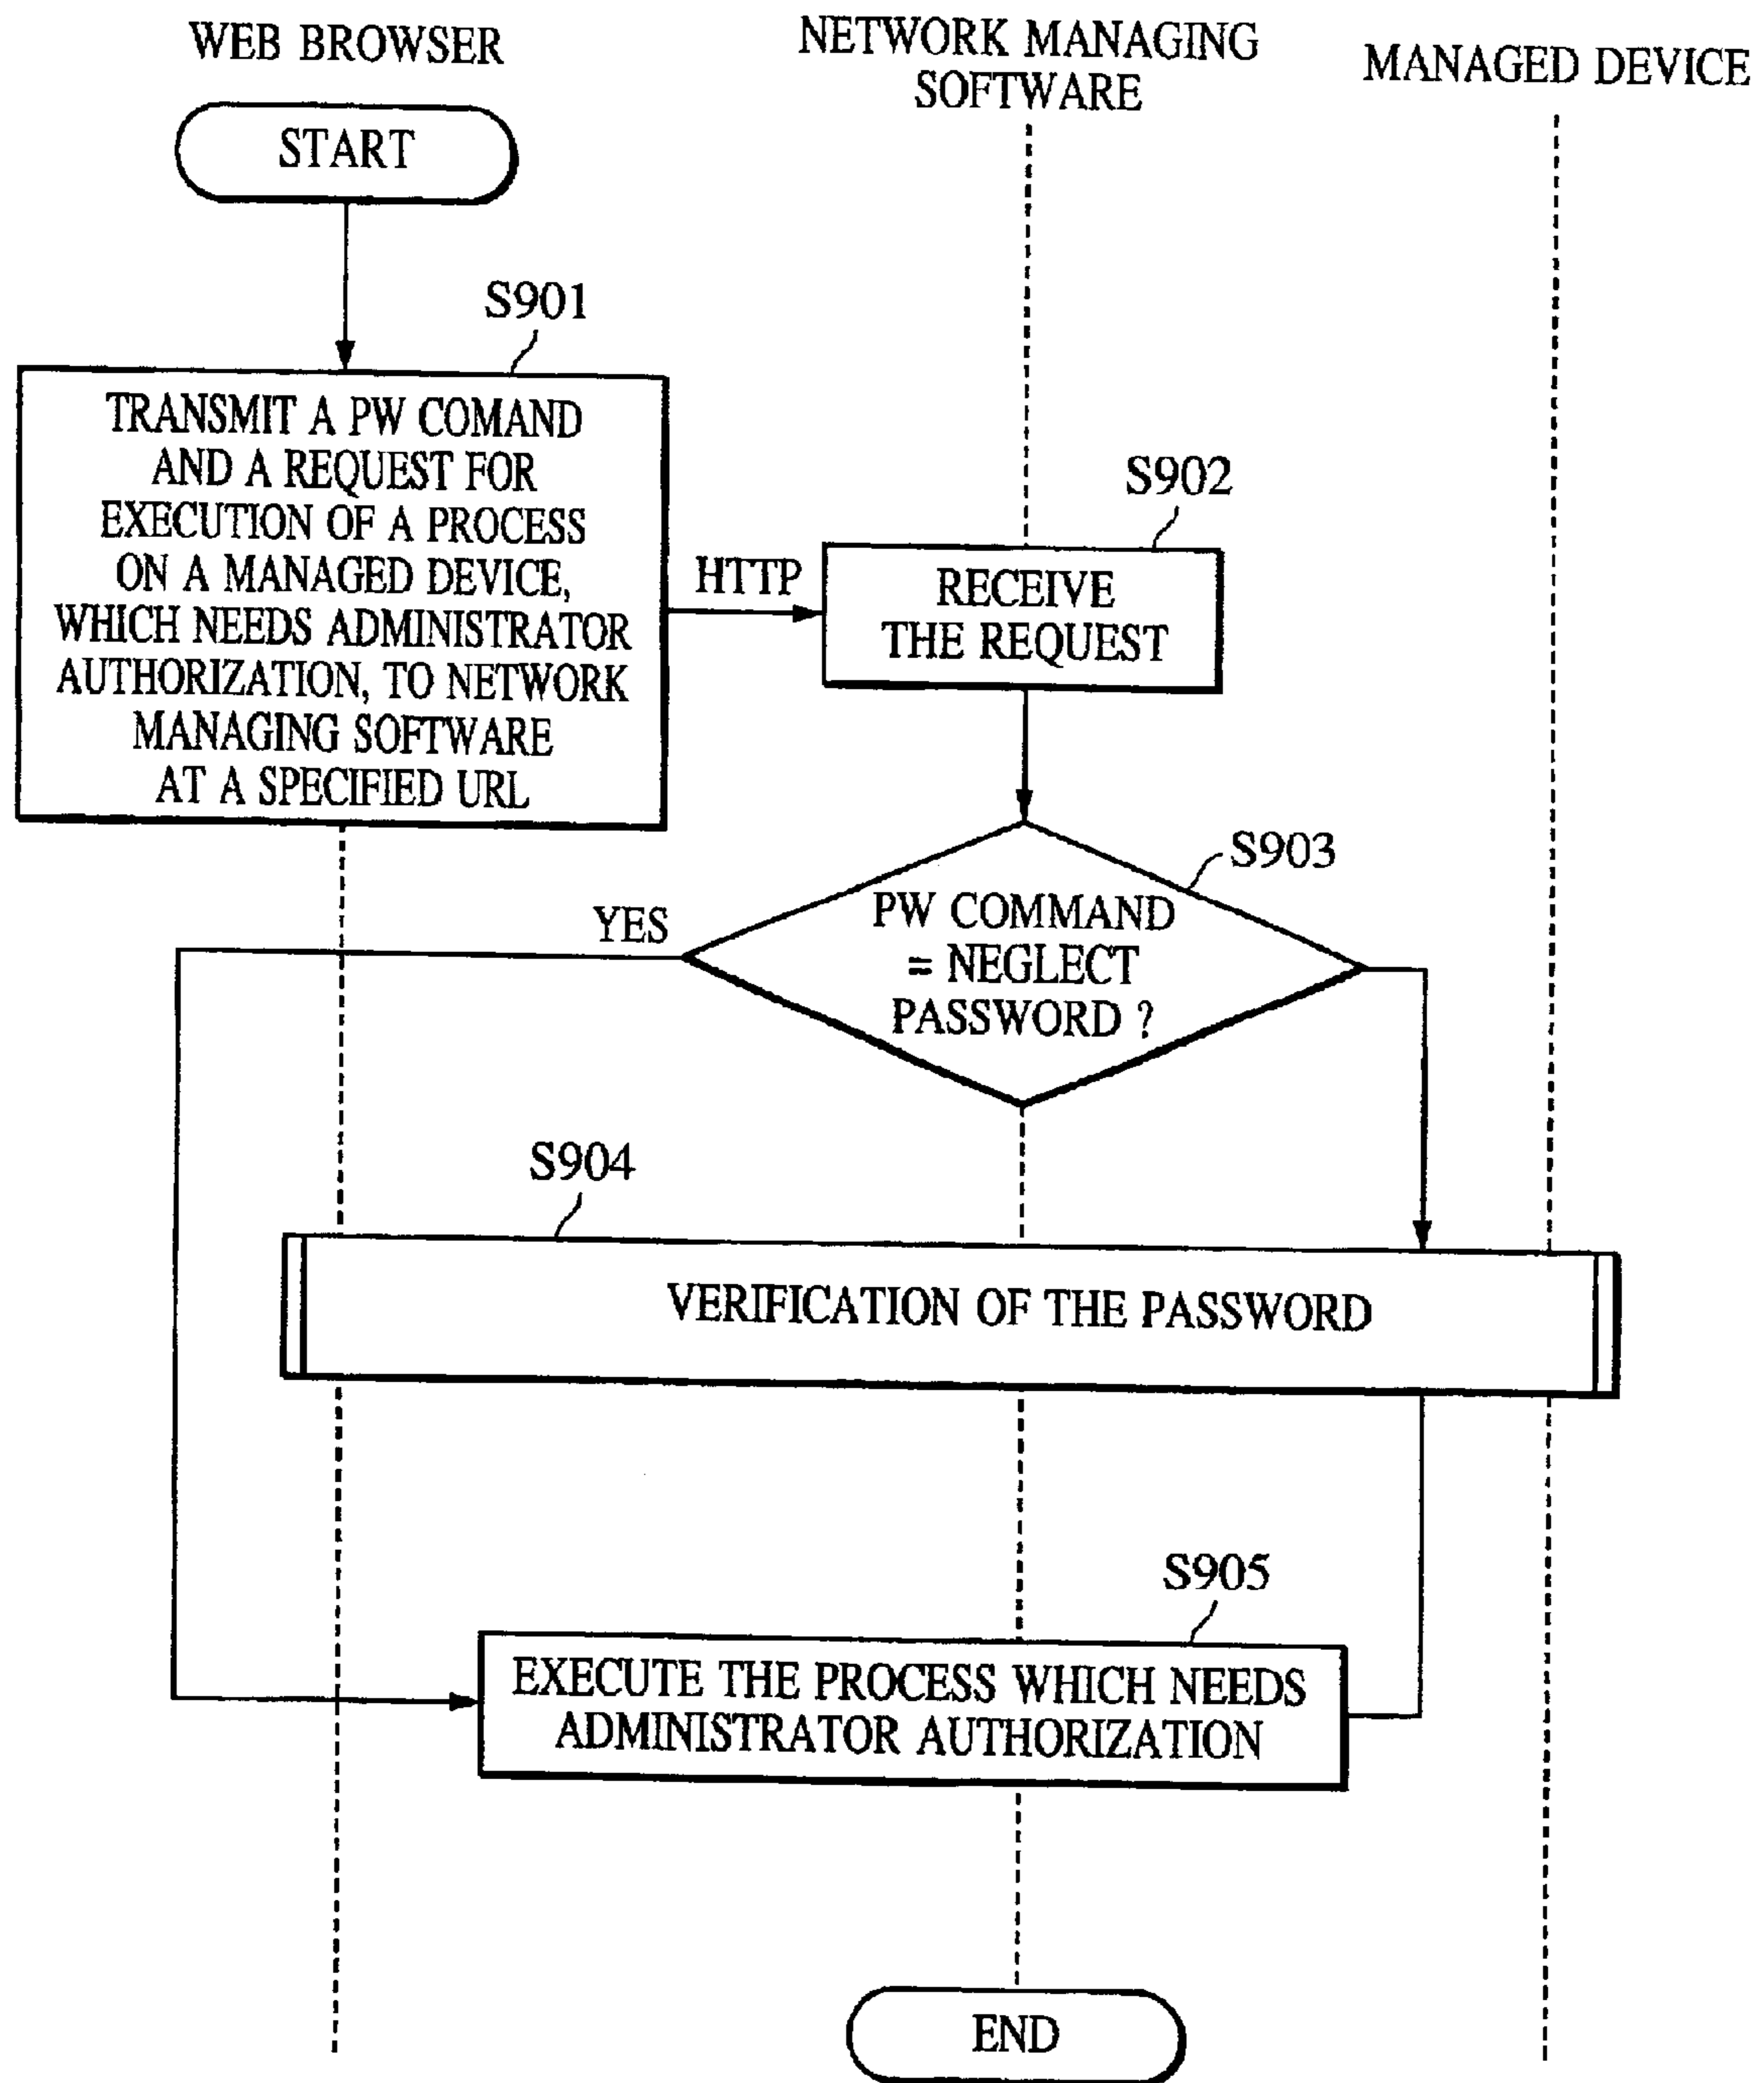 WEB BROWSER
NETWORK MANAGING
SOFTWARE
MANAGED DEVICE
START
S901
TRANSMIT A PW COMAND
AND A REQUEST FOR
EXECUTION OF A PROCESS
ON A MANAGED DEVICE,
WHICH NEEDS ADMINISTRATOR
AUTHORIZATION, TO NETWORK
MANAGING SOFTWARE
AT A SPECIFIED URL
HTTP
S902
RECEIVE
THE REQUEST
S903
PW COMMAND
= NEGLECT
PASSWORD ?
YES
S904
VERIFICATION OF THE PASSWORD
S905
EXECUTE THE PROCESS WHICH NEEDS
ADMINISTRATOR AUTHORIZATION
END